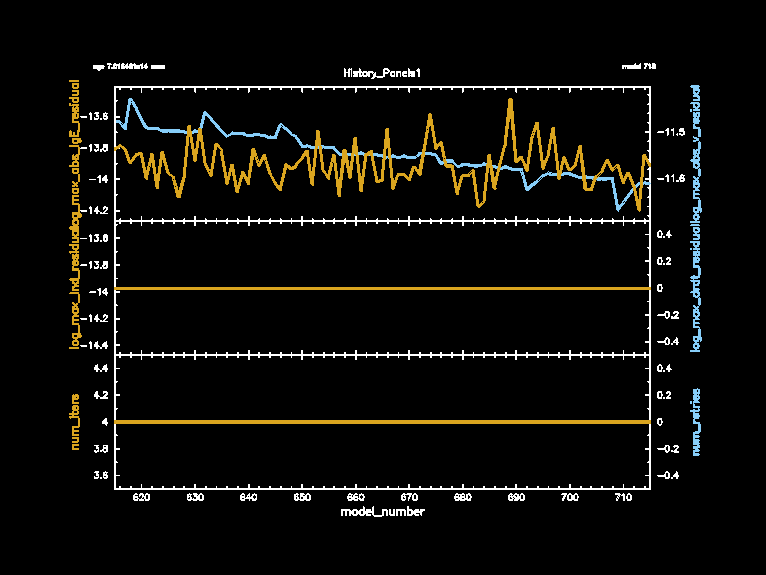 History_Panels1
model 715
log_max_abs_lgE_residual
-13.6
-13.8
-14
-14.2
-11.5
-11.6
log_max_abs_v_residual
-13.6
-13.8
-14
-14.2
-14.4
0.4
0.2
0
-0.2
-0.4
log_max_drdt_residual
num_iters
4.4
4.2
4
3.8
3.6
0.4
0.2
0
-0.2
-0.4
num_retries
620 630 640 650 660 670 680 690 700 710
model_number